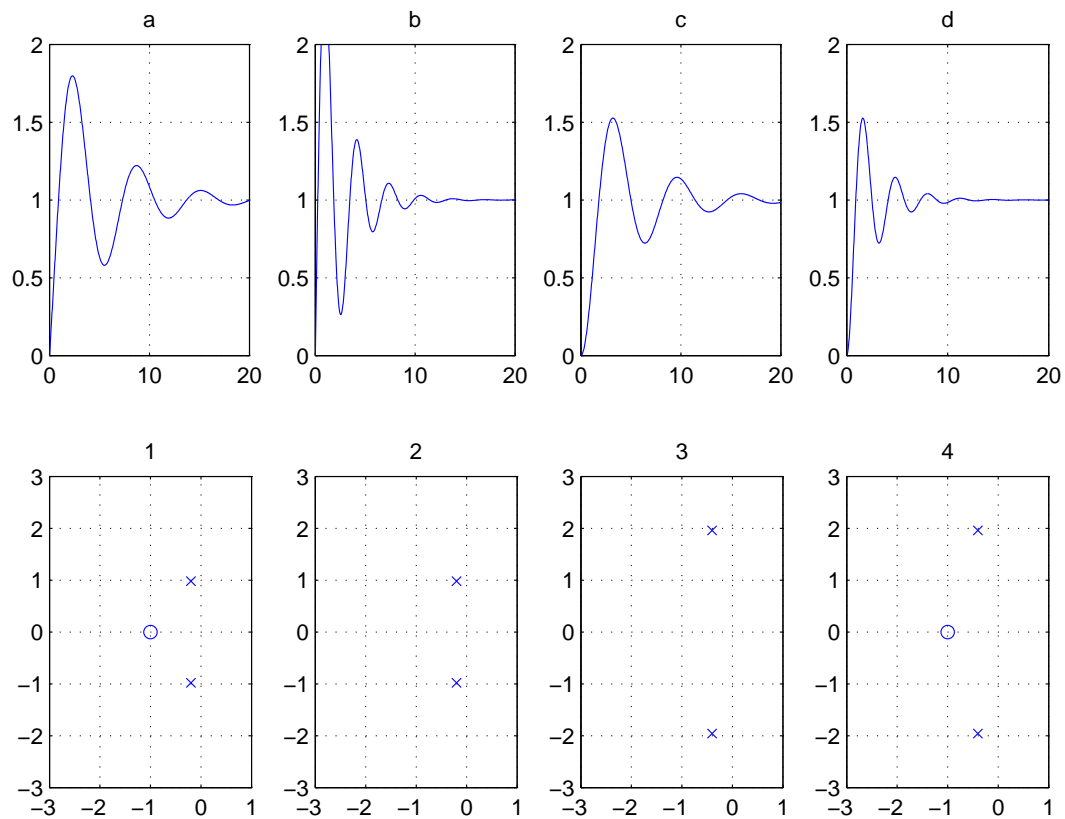 a b c d
2 2 2 2
1.5 1.5 1.5 1.5
1 1 1 1
0.5 0.5 0.5 0.5
0 0 0 0
0 10 20 0 10 20 0 10 20 0 10 20
1 2 3 4
3 3 3 3
2 2 2 2
1 1 1 1
0 0 0 0
−1 −1 −1 −1
−2 −2 −2 −2
−3 −3 −3 −3
−3 −2 −1 0 1 −3 −2 −1 0 1 −3 −2 −1 0 1 −3 −2 −1 0 1